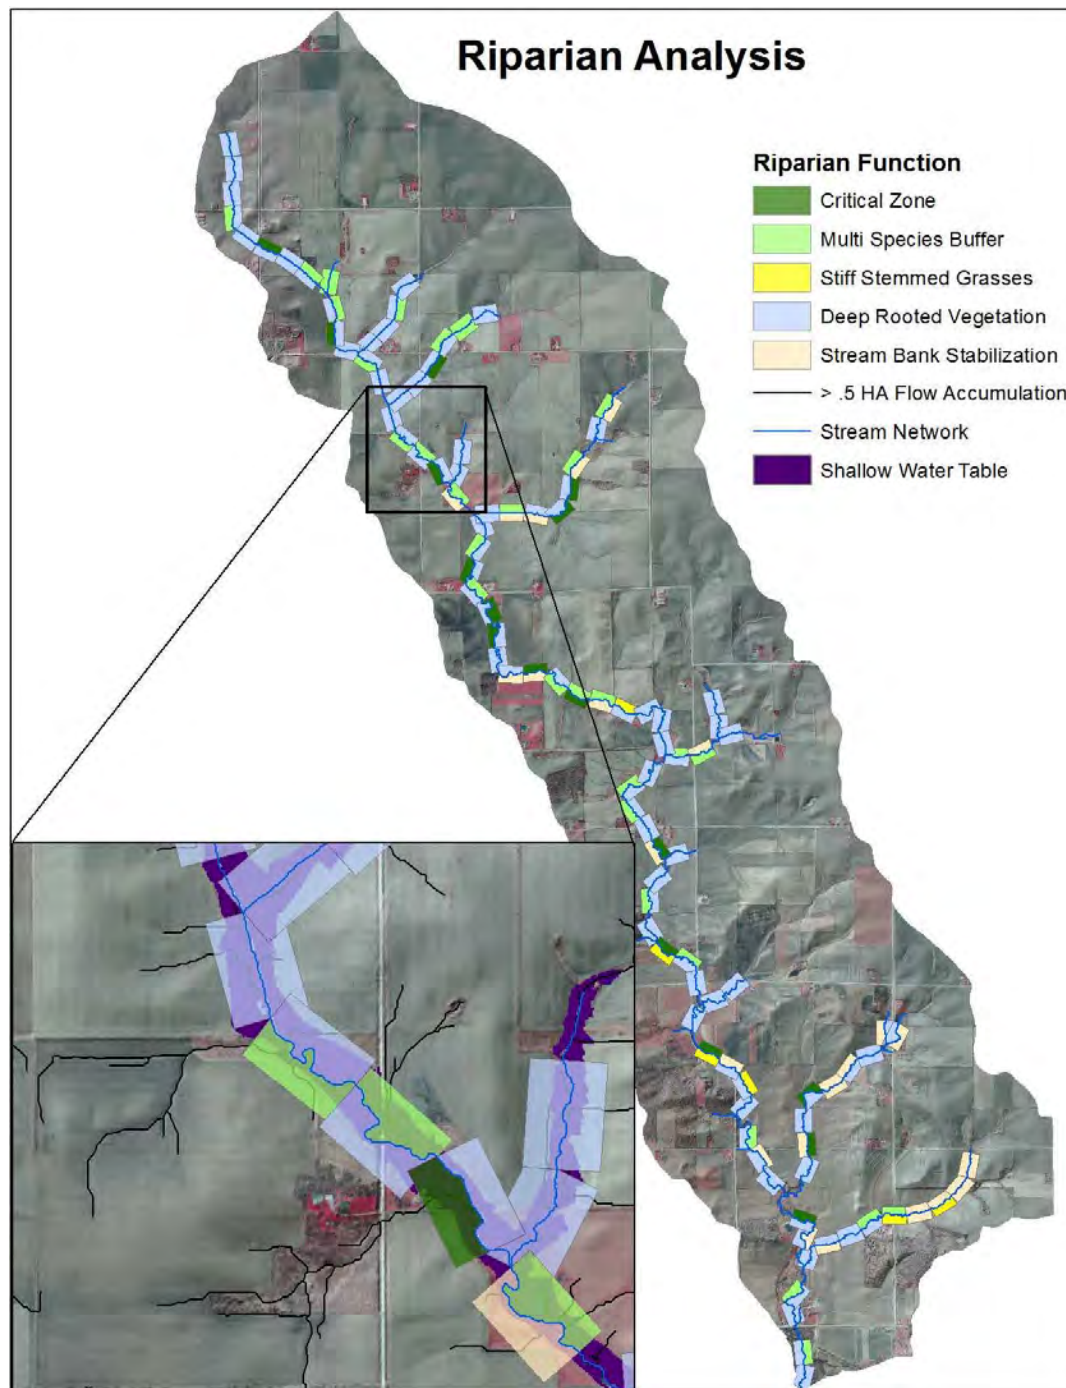 Riparian Analysis
Riparian Function
Critical Zone
Multi Species Buffer
Stiff Stemmed Grasses
Deep Rooted Vegetation
Stream Bank Stabilization
> .5 HA Flow Accumulation
Stream Network
Shallow Water Table